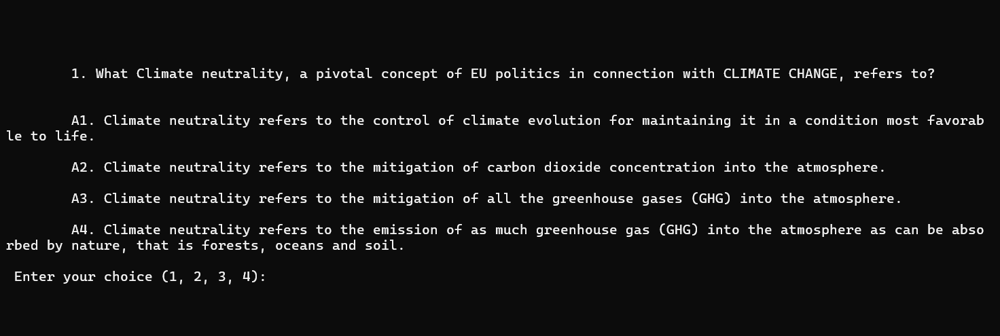 1. What Climate neutrality, a pivotal concept of EU politics in connection with CLIMATE CHANGE, refers to?
A1. Climate neutrality refers to the control of climate evolution for maintaining it in a condition most favorab
le to life.
A2. Climate neutrality refers to the mitigation of carbon dioxide concentration into the atmosphere.
A3. Climate neutrality refers to the mitigation of all the greenhouse gases (GHG) into the atmosphere.
A4. Climate neutrality refers to the emission of as much greenhouse gas (GHG) into the atmosphere as can be abso
rbed by nature, that is forests, oceans and soil.
Enter your choice (1, 2, 3, 4):